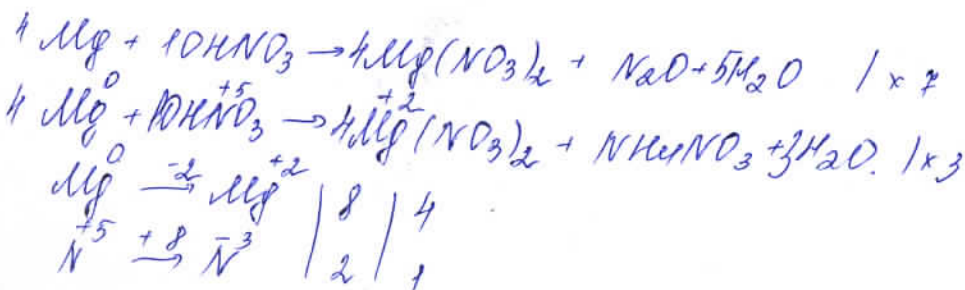 4 Mg + 10HNO₃ → 4Mg(NO₃)₂ + N₂O + 5H₂O / × 7
4 Mg⁰ + 10HN⁺⁵O₃ → 4Mg⁺²(NO₃)₂ + NH₄NO₃ + 3H₂O. / × 3
Mg⁰ —⁻²→ Mg⁺² | 8 | 4
N⁺⁵ —⁺⁸→ N⁻³ | 2 | 1